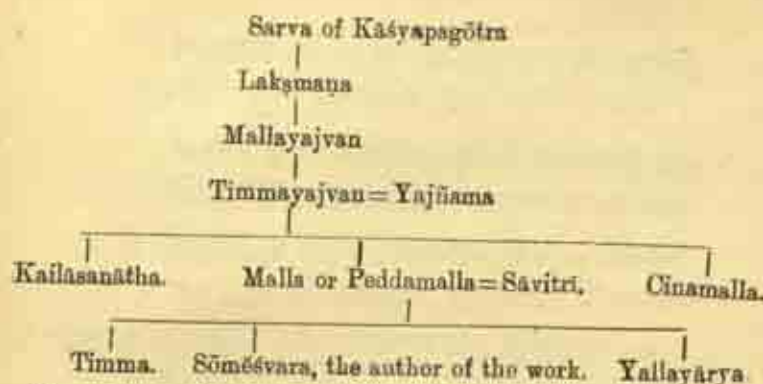 Sarva of Kāśyapagōtra
Lakṣmaṇa
Mallayajvan
Timmayajvan=Yajñama
Kailāsanātha. Malla or Peddamalla=Sāvitrī. Cinamalla.
Timma. Sōmēśvara, the author of the work. Yallayārya